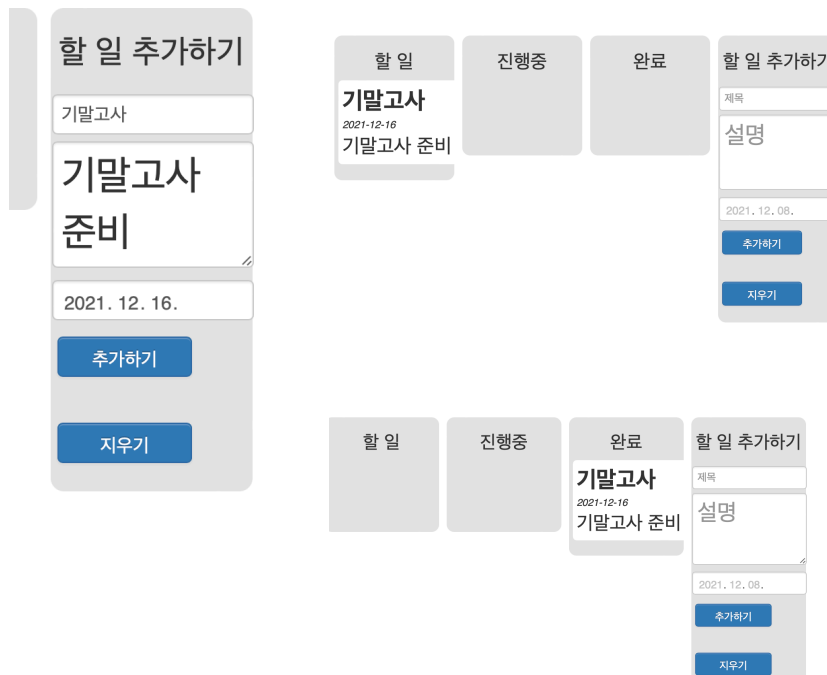 할 일 추가하기
기말고사
기말고사
준비
2021. 12. 16.
추가하기
지우기
할 일
진행중
완료
할 일 추가하기
기말고사
2021-12-16
기말고사 준비
제목
설명
2021. 12. 08.
추가하기
지우기
할 일
진행중
완료
할 일 추가하기
기말고사
2021-12-16
기말고사 준비
제목
설명
2021. 12. 08.
추가하기
지우기